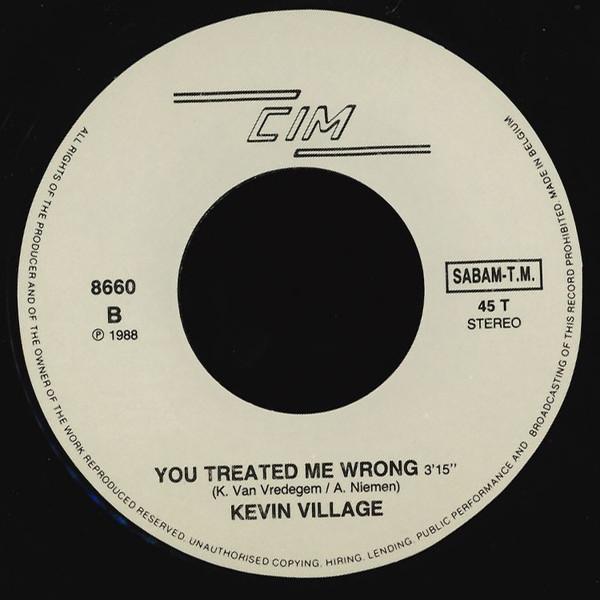 CIM
8660
B
℗ 1988
SABAM-T.M.
45 T
STEREO
YOU TREATED ME WRONG 3'15"
(K. Van Vredegem / A. Niemen)
KEVIN VILLAGE
ALL RIGHTS OF THE PRODUCER AND OF THE OWNER OF THE WORK REPRODUCED RESERVED. UNAUTHORISED COPYING, HIRING, LENDING, PUBLIC PERFORMANCE AND BROADCASTING OF THIS RECORD PROHIBITED MADE IN BELGIUM